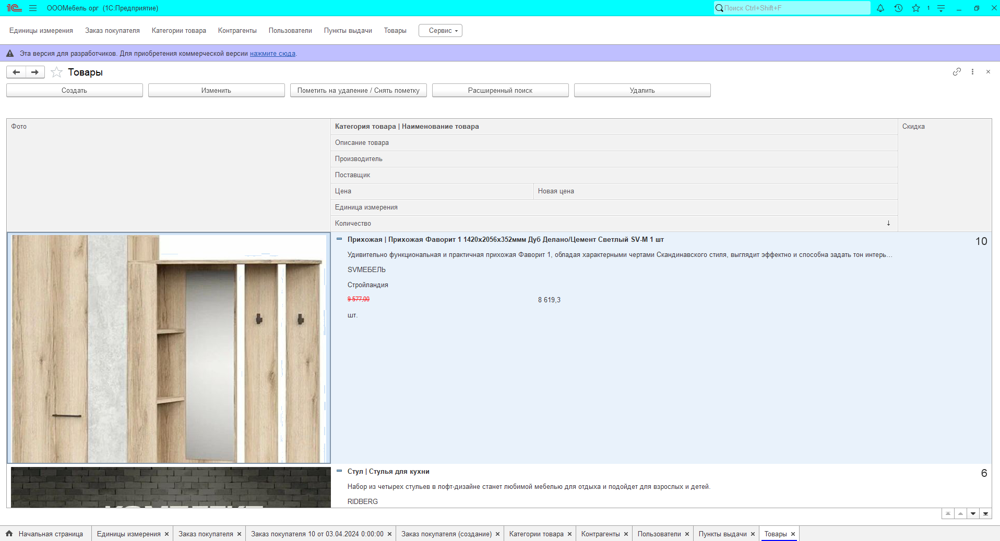 ОООМебель орг (1С:Предприятие)
Поиск Ctrl+Shift+F
1
Единицы измерения Заказ покупателя Категории товара Контрагенты Пользователи Пункты выдачи Товары Сервис
Эта версия для разработчиков. Для приобретения коммерческой версии нажмите сюда.
Товары
Создать Изменить Пометить на удаление / Снять пометку Расширенный поиск Удалить
Фото
Категория товара | Наименование товара
Скидка
Описание товара
Производитель
Поставщик
Цена Новая цена
Единица измерения
Количество
Прихожая | Прихожая Фаворит 1 1420х2056х352ммм Дуб Делано/Цемент Светлый SV-М 1 шт
10
Удивительно функциональная и практичная прихожая Фаворит 1, обладая характерными чертами Скандинавского стиля, выглядит эффектно и способна задать тон интерь...
SVМЕБЕЛЬ
Стройландия
9 577,00 8 619,3
шт.
Стул | Стулья для кухни
6
Набор из четырех стульев в лофт-дизайне станет любимой мебелью для отдыха и подойдет для взрослых и детей.
RIDBERG
Начальная страница Единицы измерения Заказ покупателя Заказ покупателя 10 от 03.04.2024 0:00:00 Заказ покупателя (создание) Категории товара Контрагенты Пользователи Пункты выдачи Товары